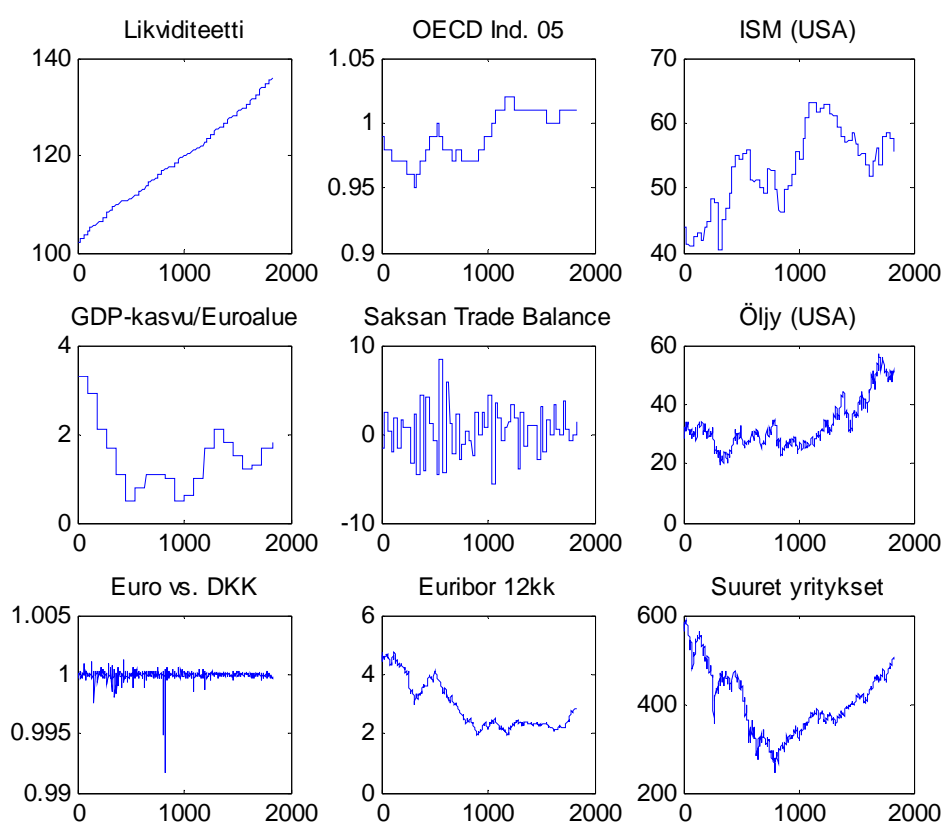 Likviditeetti OECD Ind. 05 ISM (USA)
140 1.05 70
120 1 60
0.95 50
100 0.9 40
0 1000 2000 0 1000 2000 0 1000 2000
GDP-kasvu/Euroalue Saksan Trade Balance Öljy (USA)
4 10 60
2 0 40
20
0 -10 0
0 1000 2000 0 1000 2000 0 1000 2000
Euro vs. DKK Euribor 12kk Suuret yritykset
1.005 6 600
1 4 400
0.995 2
0.99 0 200
0 1000 2000 0 1000 2000 0 1000 2000